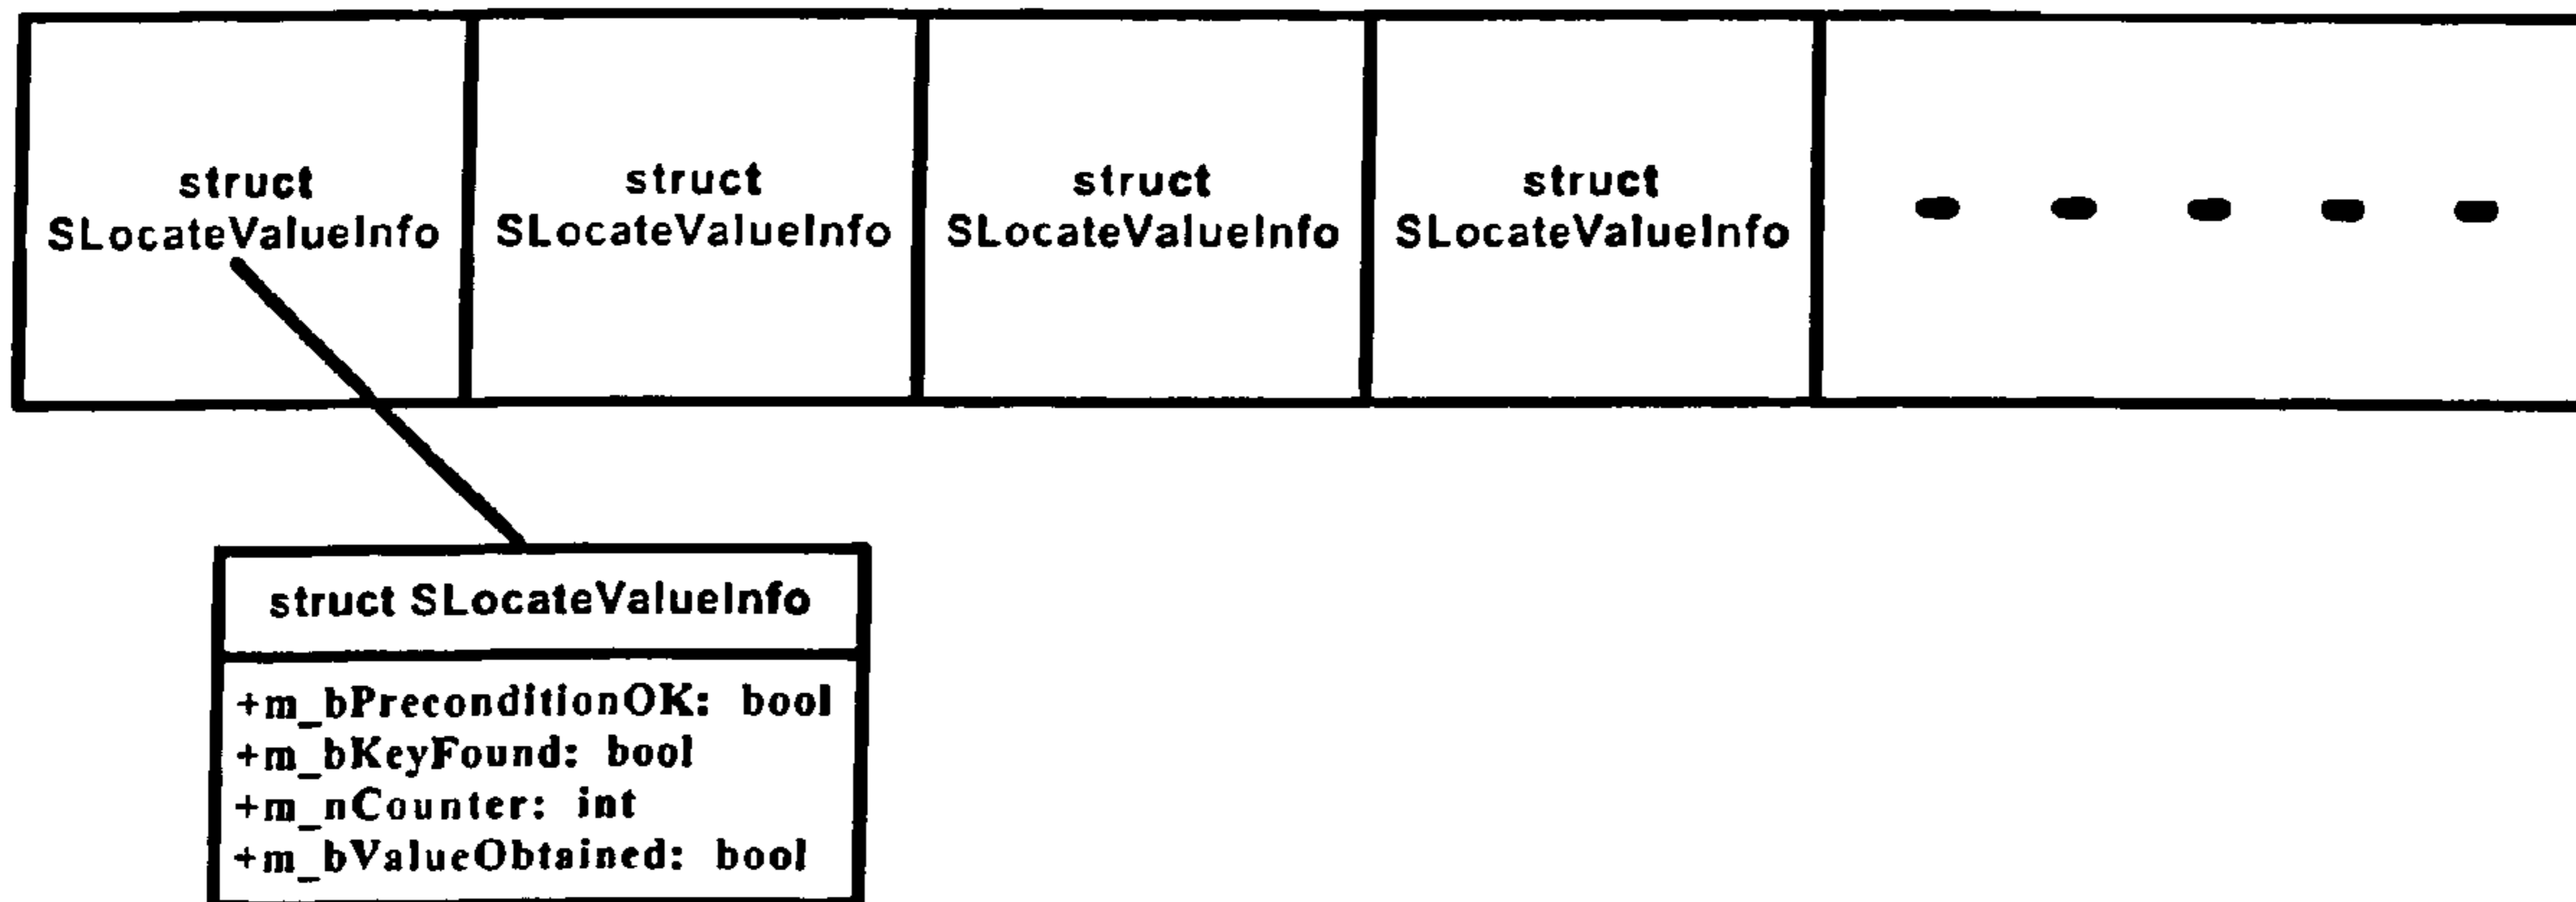 struct
SLocateValueInfo
struct
SLocateValueInfo
struct
SLocateValueInfo
struct
SLocateValueInfo
struct SLocateValueInfo
+m_bPreconditionOK: bool
+m_bKeyFound: bool
+m_nCounter: int
+m_bValueObtained: bool